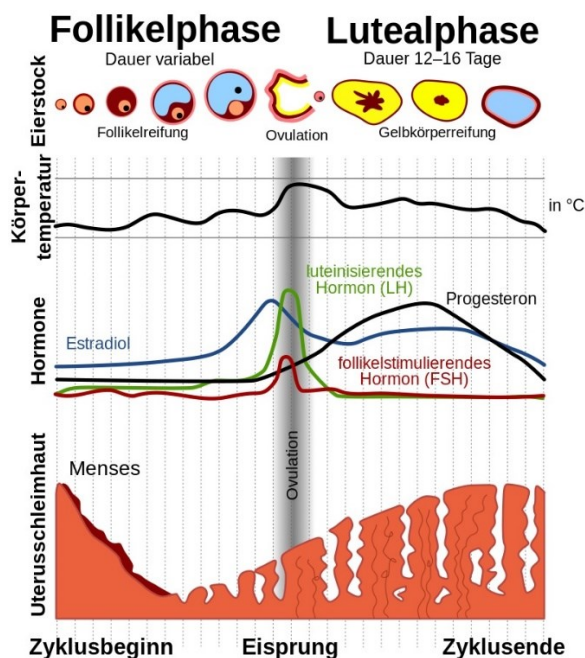 Follikelphase
Lutealphase
Dauer variabel
Dauer 12–16 Tage
Eierstock
Follikelreifung
Ovulation
Gelbkörperreifung
Körper-
temperatur
in °C
Hormone
luteinisierendes
Hormon (LH)
Progesteron
Estradiol
follikelstimulierendes
Hormon (FSH)
Uterusschleimhaut
Menses
Ovulation
Zyklusbeginn
Eisprung
Zyklusende